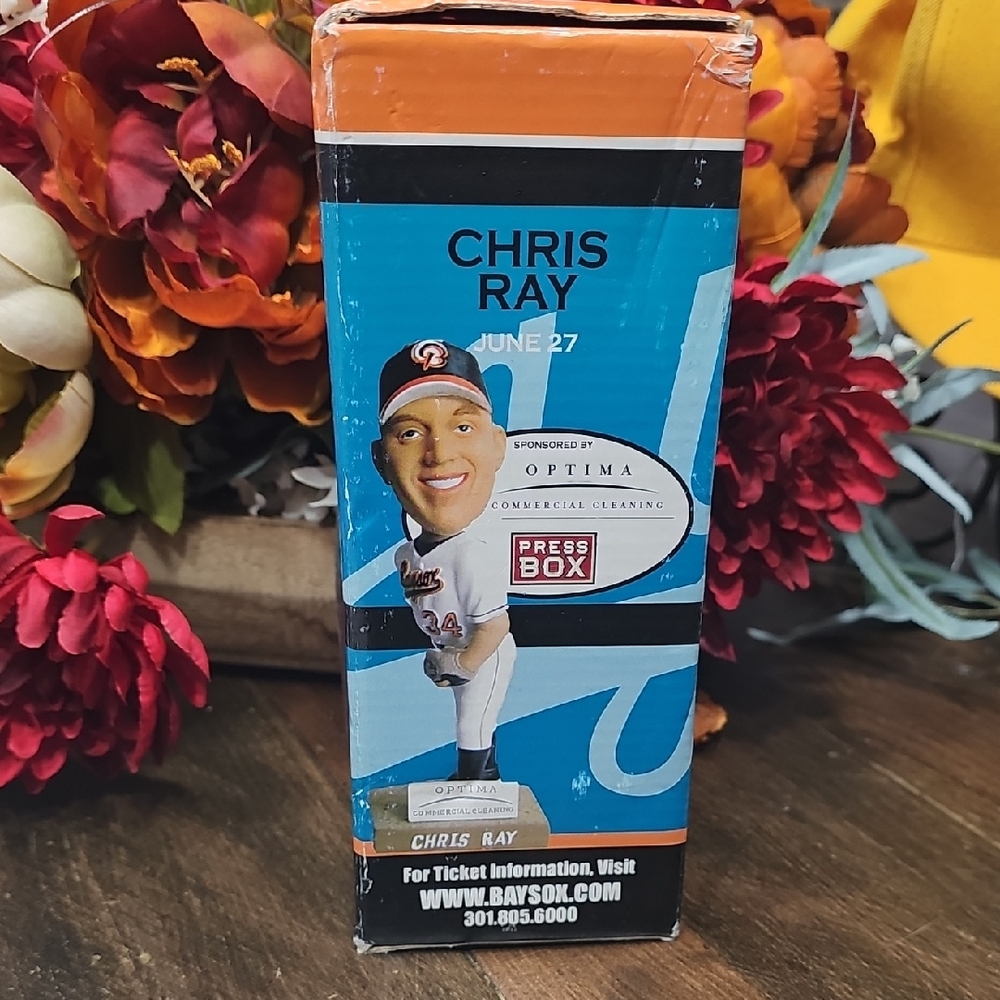 CHRIS
RAY
JUNE 27
SPONSORED BY
OPTIMA
COMMERCIAL CLEANING
PRESS
BOX
34
OPTIMA
COMMERCIAL CLEANING
CHRIS RAY
For Ticket Information, Visit
WWW.BAYSOX.COM
301.805.6000